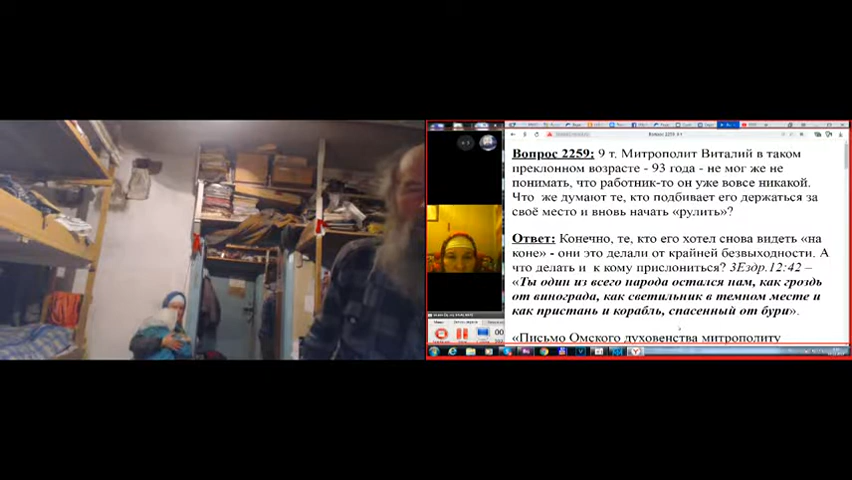 Вопрос 2259: 9 т. Митрополит Виталий в таком
преклонном возрасте - 93 года - не мог же не
понимать, что работник-то он уже вовсе никакой.
Что же думают те, кто подбивает его держаться за
своё место и вновь начать «рулить»?
Ответ: Конечно, те, кто его хотел снова видеть «на
коне» - они это делали от крайней безвыходности. А
что делать и к кому прислониться? 3Ездр.12:42 –
«Ты один из всего народа остался нам, как гроздь
от винограда, как светильник в темном месте и
как пристань и корабль, спасенный от бури».
«Письмо Омского духовенства митрополиту